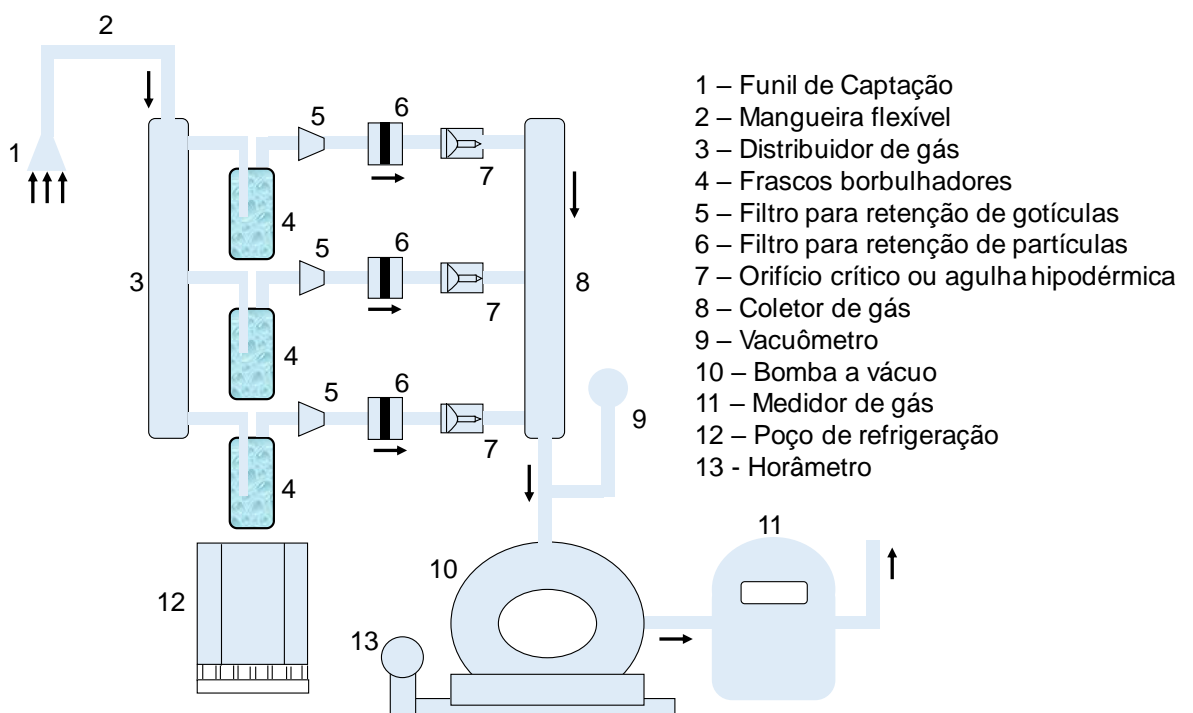 2
1
3
4
5
6
7
4
5
6
7
4
5
6
7
8
9
10
11
12
13
1 – Funil de Captação
2 – Mangueira flexível
3 – Distribuidor de gás
4 – Frascos borbulhadores
5 – Filtro para retenção de gotículas
6 – Filtro para retenção de partículas
7 – Orifício crítico ou agulha hipodérmica
8 – Coletor de gás
9 – Vacuômetro
10 – Bomba a vácuo
11 – Medidor de gás
12 – Poço de refrigeração
13 - Horâmetro